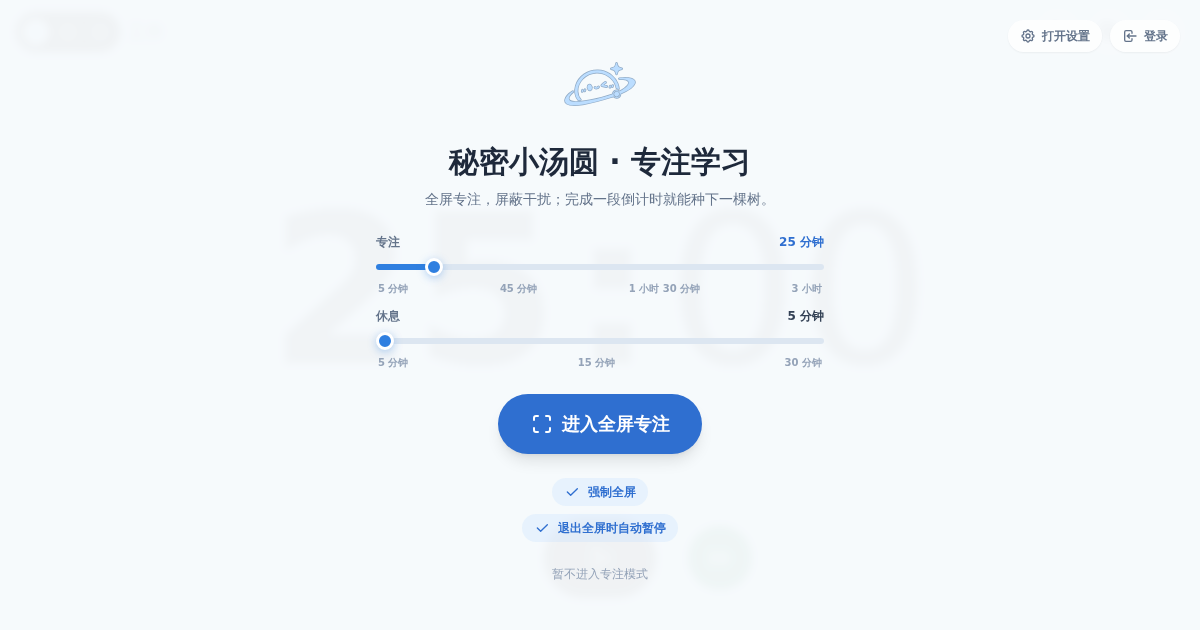 打开设置
登录
秘密小汤圆 · 专注学习
全屏专注，屏蔽干扰；完成一段倒计时就能种下一棵树。
25:00
专注
25 分钟
5 分钟
45 分钟
1 小时 30 分钟
3 小时
休息
5 分钟
5 分钟
15 分钟
30 分钟
进入全屏专注
强制全屏
退出全屏时自动暂停
暂不进入专注模式